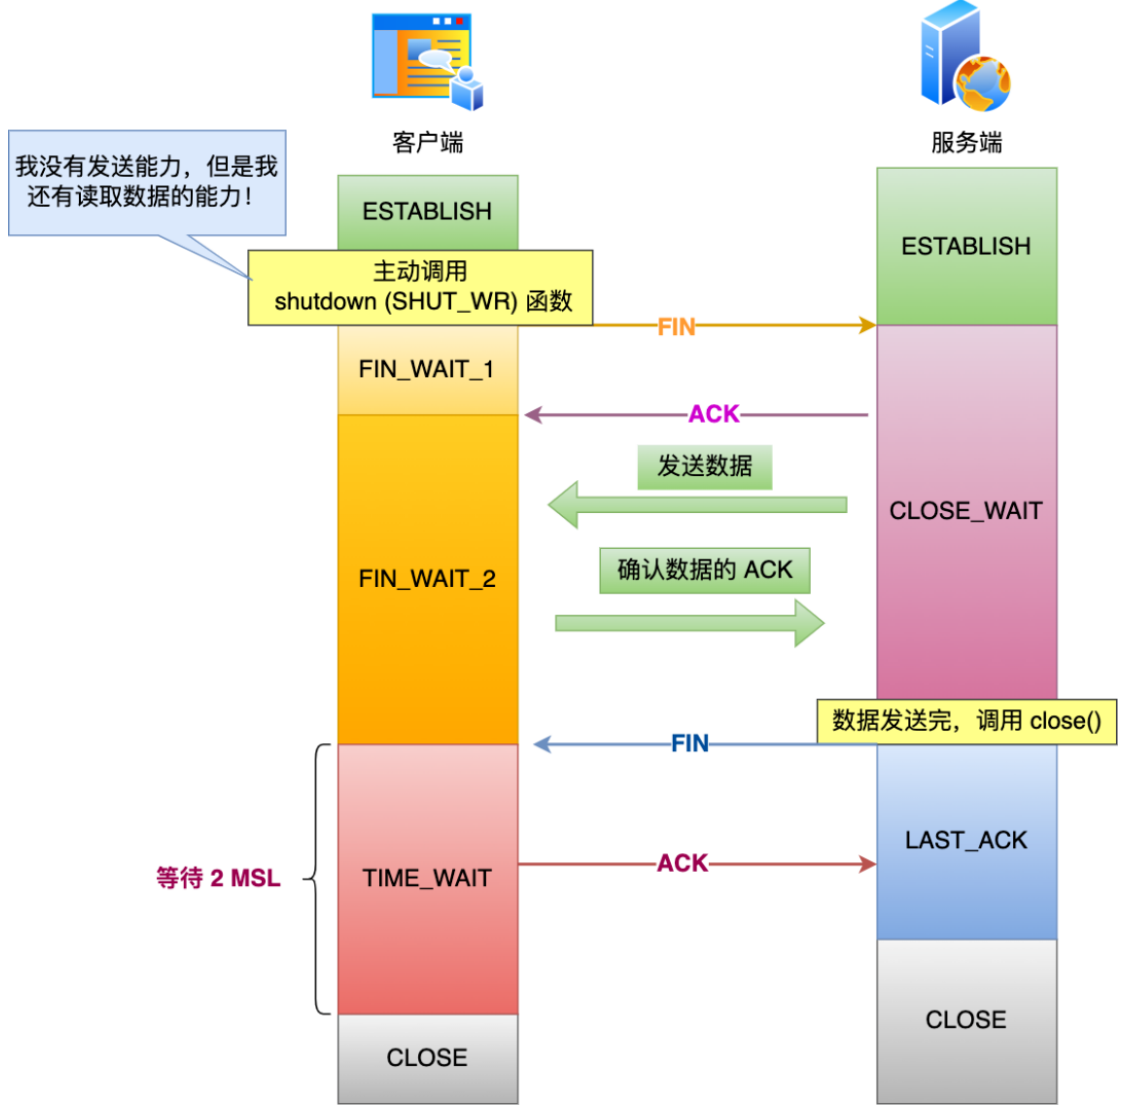 客户端
服务端
我没有发送能力，但是我
还有读取数据的能力！
ESTABLISH
ESTABLISH
主动调用
shutdown (SHUT_WR) 函数
FIN
FIN_WAIT_1
ACK
发送数据
CLOSE_WAIT
确认数据的 ACK
FIN_WAIT_2
数据发送完，调用 close()
FIN
LAST_ACK
ACK
等待 2 MSL
TIME_WAIT
CLOSE
CLOSE